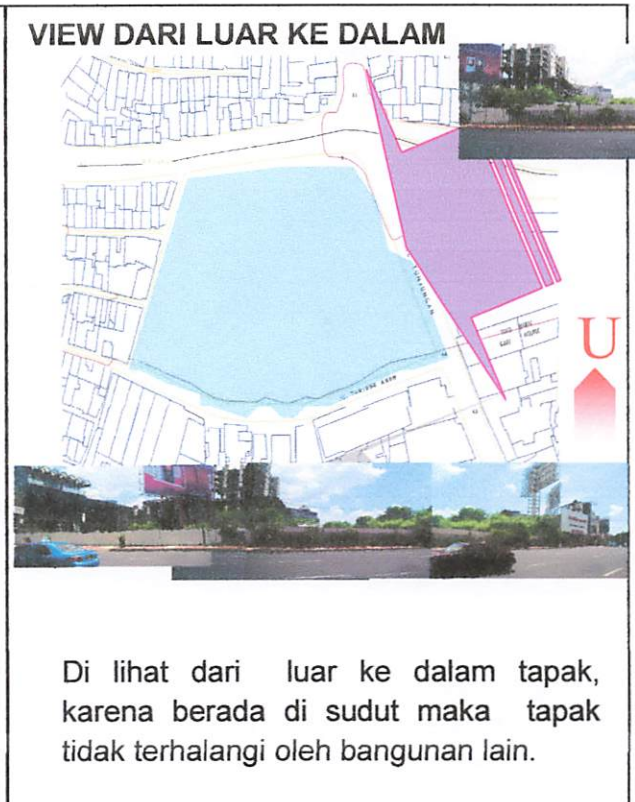 VIEW DARI LUAR KE DALAM
U
Di lihat dari luar ke dalam tapak,
karena berada di sudut maka tapak
tidak terhalangi oleh bangunan lain.